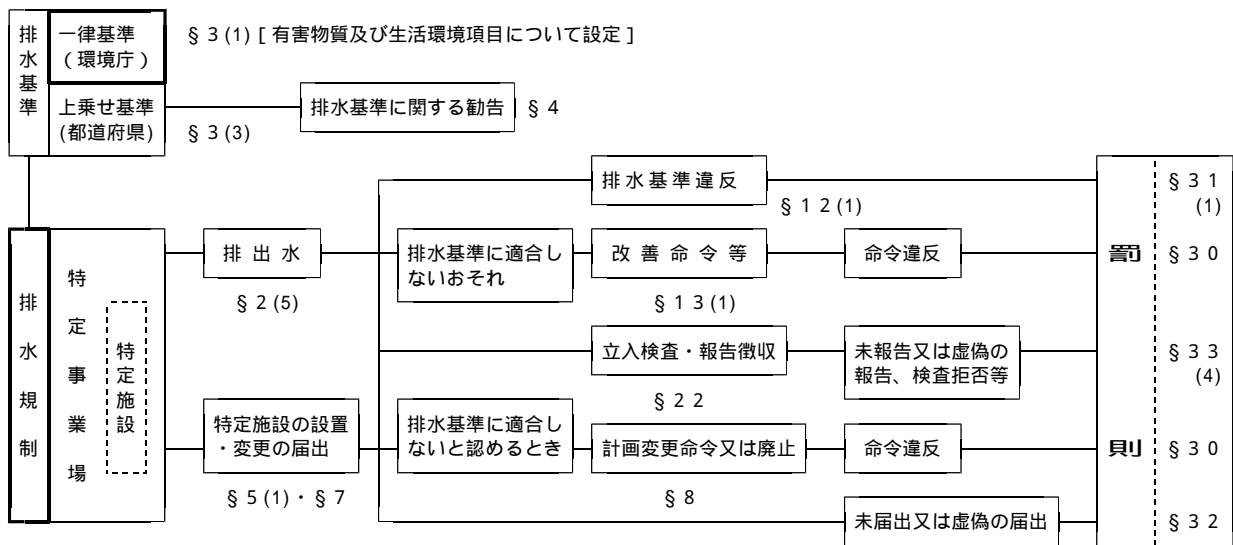 排水基準
一律基準 §3(1)[有害物質及び生活環境項目について設定]
(環境庁)
上乗せ基準
(都道府県) §3(3)
排水基準に関する勧告 §4
排水基準違反
§12(1)
§31
(1)
排水規制
特定事業場
特定施設
排出水
§2(5)
排水基準に適合し
ないおそれ
改善命令等
§13(1)
命令違反
§30
立入検査・報告徴収
§22
未報告又は虚偽の
報告、検査拒否等
§33
(4)
特定施設の設置
・変更の届出
§5(1)・§7
排水基準に適合し
ないと認めるとき
計画変更命令又は廃止
§8
命令違反
§30
未届出又は虚偽の届出
§32
罰則